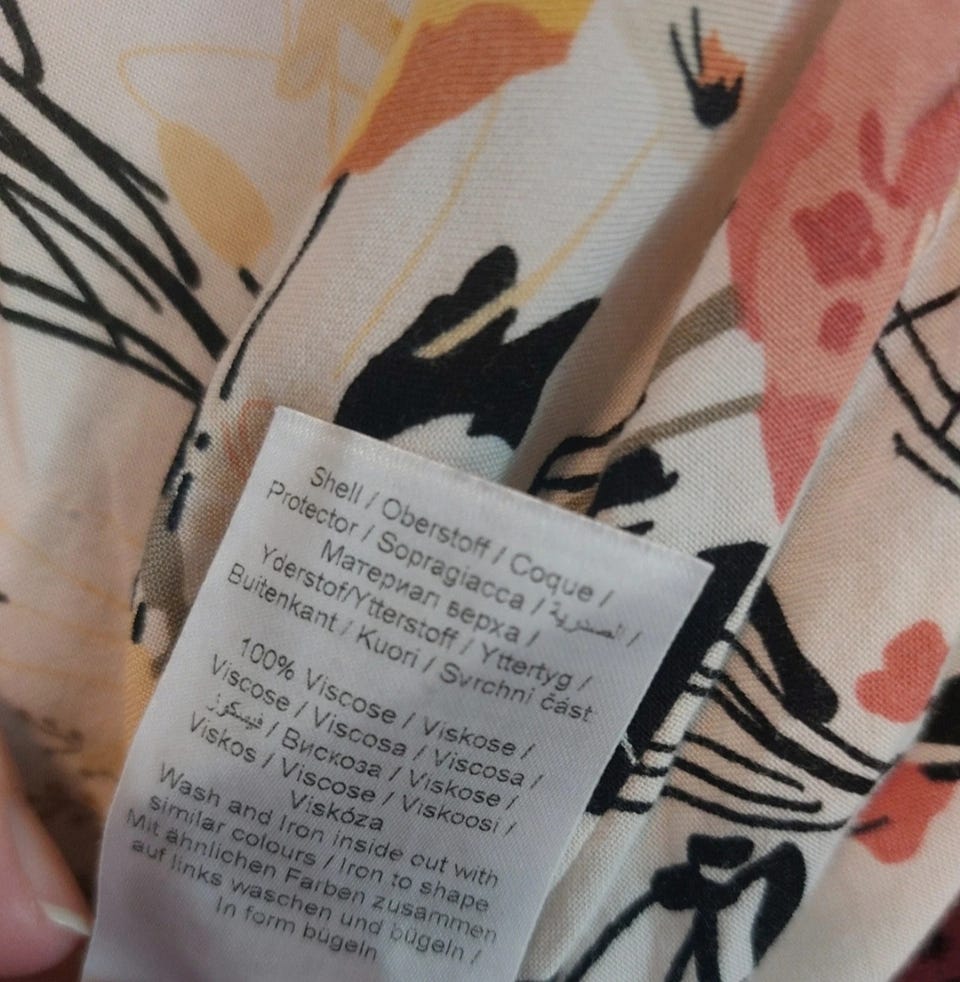 Shell / Oberstoff / Coque /
Protector / Sopragiacca / الصدرية /
Материал верха /
Yderstof/Ytterstoff / Yttertyg /
Buitenkant / Kuori / Svrchní část
100% Viscose / Viskose /
Viscose / Viscosa / Viscosa /
فيسكوز / Вискоза / Viskose /
Viskos / Viscose / Viskoosi /
Viskóza
Wash and Iron inside out with
similar colours / Iron to shape
Mit ähnlichen Farben zusammen
auf links waschen und bügeln /
In form bügeln